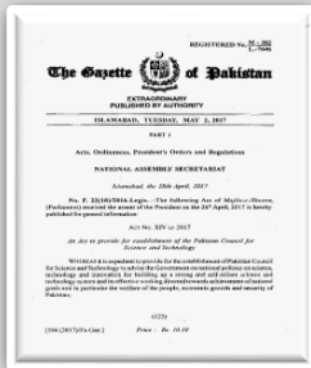 REGISTERED No. M - 302
L.-7646
The Gazette of Pakistan
EXTRAORDINARY
PUBLISHED BY AUTHORITY
ISLAMABAD, TUESDAY, MAY 2, 2017
PART I
Acts, Ordinances, President's Orders and Regulations
NATIONAL ASSEMBLY SECRETARIAT
Islamabad, the 28th April, 2017
No. F. 22(10)/2016-Legis.—The following Act of Majlis-e-Shoora,
(Parliament) received the assent of the President on the 26th April, 2017 is hereby
published for general information:
ACT No. XIV OF 2017
An Act to provide for establishment of the Pakistan Council for
Science and Technology
WHEREAS it is expedient to provide for the establishment of Pakistan Council
for Science and Technology to advise the Government on national policies on science,
technology and innovation for building up a strong and self-reliant science and
technology system and its effective working directed towards achievement of national
goals and in particular the welfare of the people, economic growth and security of
Pakistan;
Price : Rs. 10.00